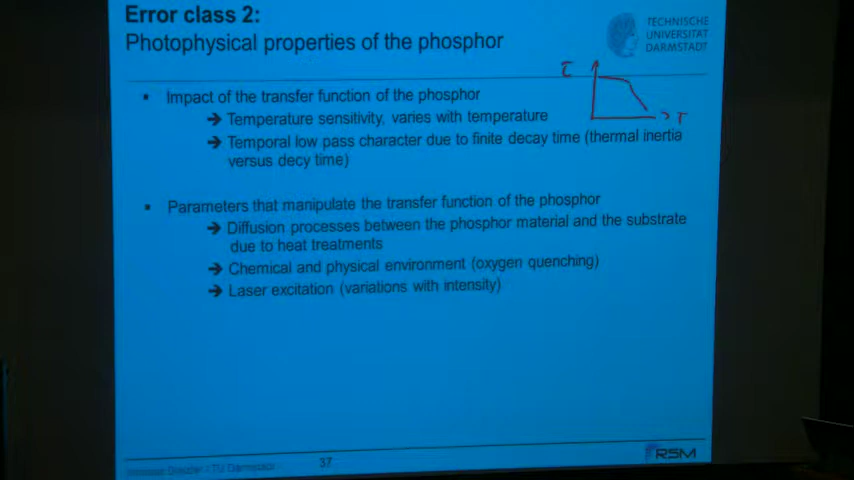 Error class 2:
Photophysical properties of the phosphor
TECHNISCHE
UNIVERSITÄT
DARMSTADT
τ
T
• Impact of the transfer function of the phosphor
➔ Temperature sensitivity, varies with temperature
➔ Temporal low pass character due to finite decay time (thermal inertia
versus decy time)
• Parameters that manipulate the transfer function of the phosphor
➔ Diffusion processes between the phosphor material and the substrate
due to heat treatments
➔ Chemical and physical environment (oxygen quenching)
➔ Laser excitation (variations with intensity)
TU Darmstadt
37
RSM